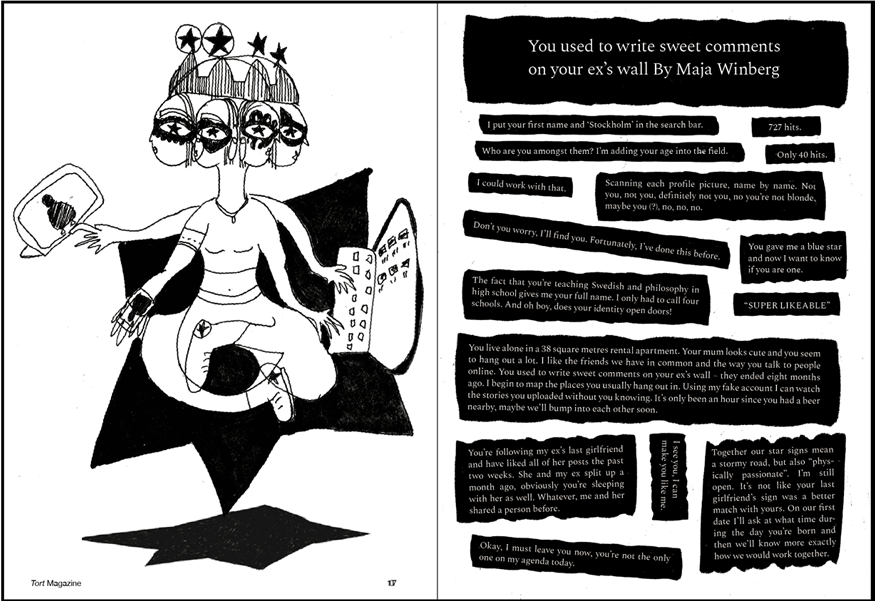 Tort Magazine
17
You used to write sweet comments
on your ex's wall By Maja Winberg
I put your first name and ‘Stockholm’ in the search bar.
727 hits.
Who are you amongst them? I'm adding your age into the field.
Only 40 hits.
I could work with that.
Scanning each profile picture, name by name. Not
you, not you, definitely not you, no you're not blonde,
maybe you (?), no, no, no.
Don't you worry, I'll find you. Fortunately, I've done this before.
You gave me a blue star
and now I want to know
if you are one.
The fact that you're teaching Swedish and philosophy in
high school gives me your full name. I only had to call four
schools. And oh boy, does your identity open doors!
“SUPER LIKEABLE”
You live alone in a 38 square metres rental apartment. Your mum looks cute and you seem
to hang out a lot. I like the friends we have in common and the way you talk to people
online. You used to write sweet comments on your ex's wall – they ended eight months
ago. I begin to map the places you usually hang out in. Using my fake account I can watch
the stories you uploaded without you knowing. It's only been an hour since you had a beer
nearby, maybe we'll bump into each other soon.
You're following my ex's last girlfriend
and have liked all of her posts the past
two weeks. She and my ex split up a
month ago, obviously you're sleeping
with her as well. Whatever, me and her
shared a person before.
I see you, I can
make you like me.
Together our star signs mean
a stormy road, but also “phys-
ically passionate”. I'm still
open. It's not like your last
girlfriend's sign was a better
match with yours. On our first
date I'll ask at what time dur-
ing the day you're born and
then we'll know more exactly
how we would work together.
Okay, I must leave you now, you're not the only
one on my agenda today.